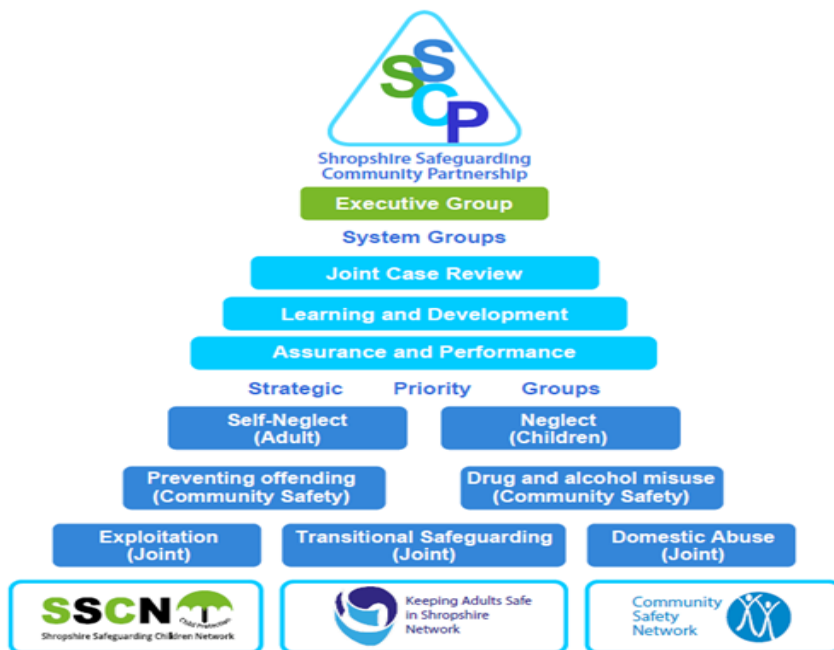 SSCP
Shropshire Safeguarding
Community Partnership
Executive Group
System Groups
Joint Case Review
Learning and Development
Assurance and Performance
Strategic Priority Groups
Self-Neglect
(Adult)
Neglect
(Children)
Preventing offending
(Community Safety)
Drug and alcohol misuse
(Community Safety)
Exploitation
(Joint)
Transitional Safeguarding
(Joint)
Domestic Abuse
(Joint)
SSCN
Child Protection
Shropshire Safeguarding Children Network
Keeping Adults Safe
in Shropshire
Network
Community
Safety
Network